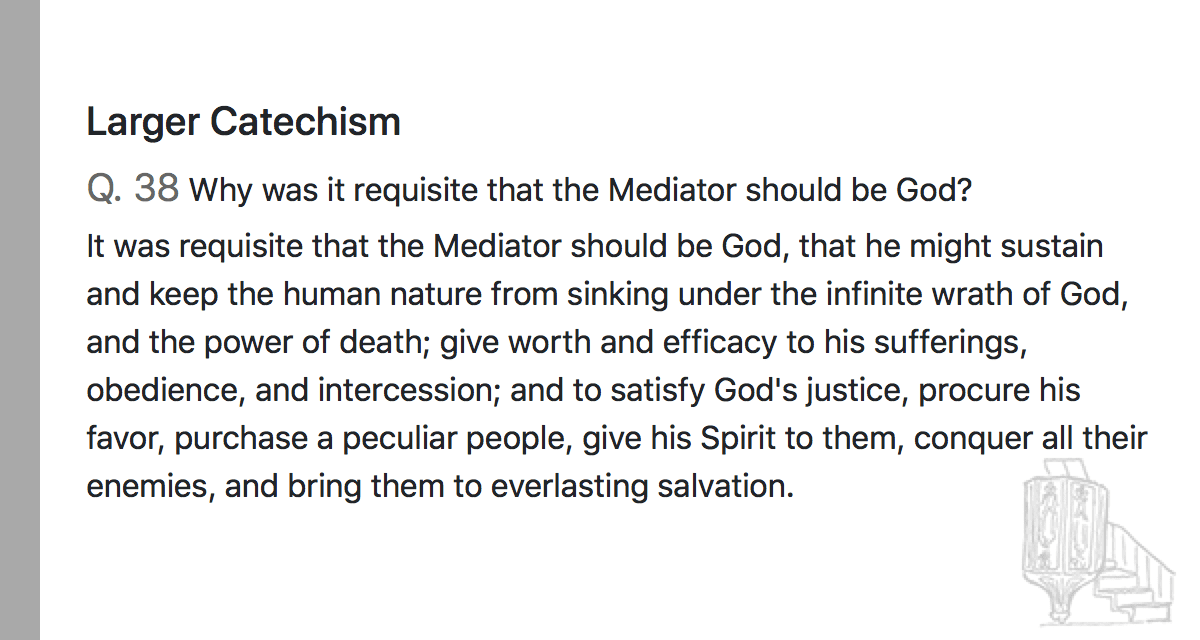 Larger Catechism
Q. 38 Why was it requisite that the Mediator should be God?
It was requisite that the Mediator should be God, that he might sustain
and keep the human nature from sinking under the infinite wrath of God,
and the power of death; give worth and efficacy to his sufferings,
obedience, and intercession; and to satisfy God's justice, procure his
favor, purchase a peculiar people, give his Spirit to them, conquer all their
enemies, and bring them to everlasting salvation.